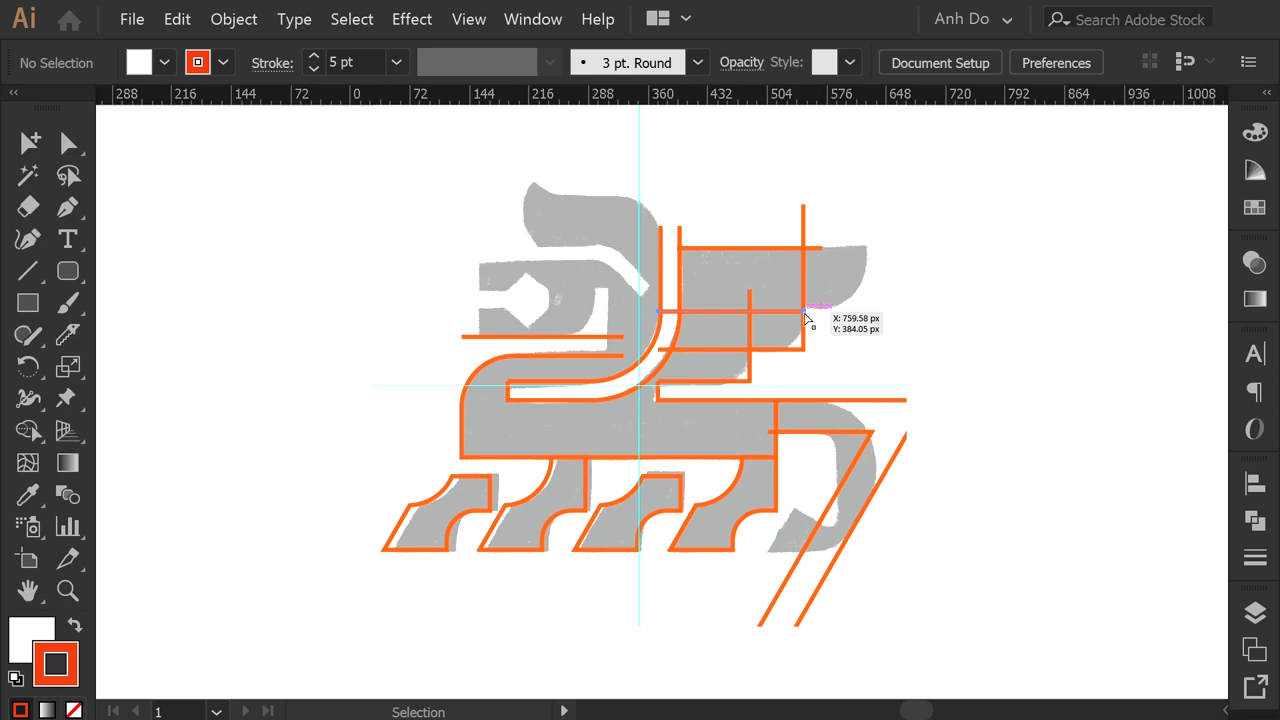 Ai File Edit Object Type Select Effect View Window Help Anh Do Search Adobe Stock
No Selection Stroke: 5 pt 3 pt. Round Opacity Style: Document Setup Preferences
288 216 144 72 0 72 144 216 288 360 432 504 576 648 720 792 864 936 1008
X: 759.58 px
Y: 384.05 px
1 Selection